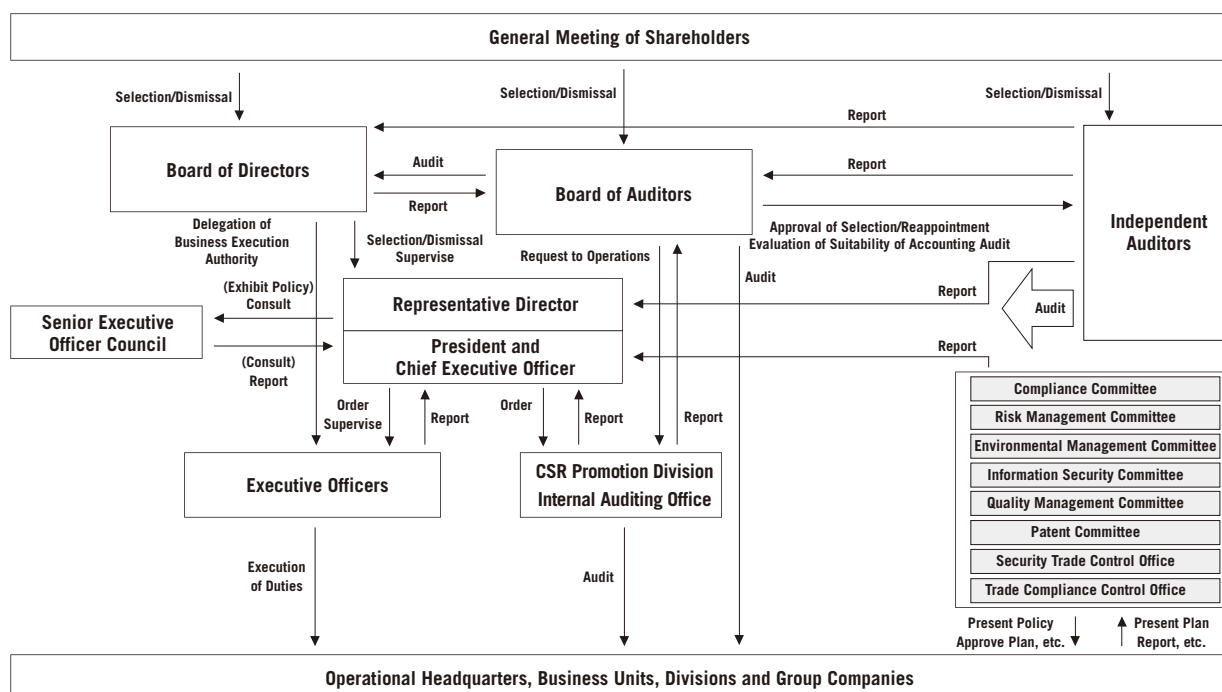 General Meeting of Shareholders
Selection/Dismissal
Selection/Dismissal
Selection/Dismissal
Report
Board of Directors
Audit
Report
Board of Auditors
Report
Independent
Auditors
Delegation of
Business Execution
Authority
Selection/Dismissal
Supervise
Approval of Selection/Reappointment
Evaluation of Suitability of Accounting Audit
Request to Operations
Audit
(Exhibit Policy)
Consult
Representative Director
Report
Audit
Senior Executive
Officer Council
President and
Chief Executive Officer
Report
(Consult)
Report
Order
Supervise
Report
Order
Report
Report
Compliance Committee
Risk Management Committee
Environmental Management Committee
Information Security Committee
Quality Management Committee
Patent Committee
Security Trade Control Office
Trade Compliance Control Office
Executive Officers
CSR Promotion Division
Internal Auditing Office
Execution
of Duties
Audit
Present Policy
Approve Plan, etc.
Present Plan
Report, etc.
Operational Headquarters, Business Units, Divisions and Group Companies